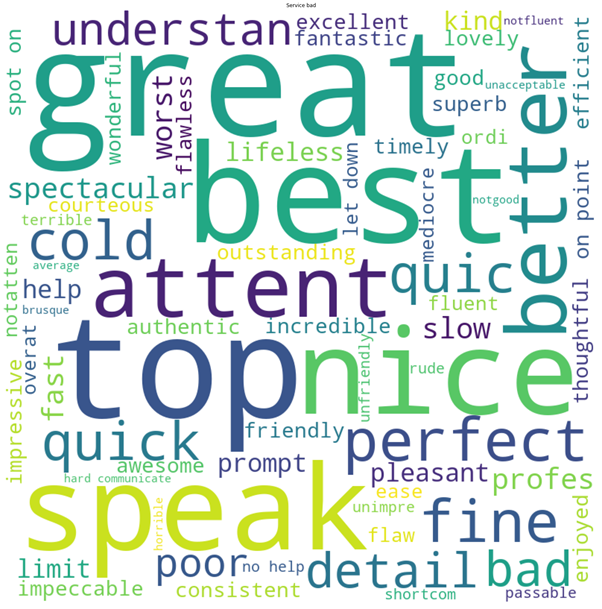 Service bad
understan
excellent
kind
notfluent
fantastic
lovely
spot on
great
wonderful
worst
flawless
good
unacceptable
superb
efficient
better
lifeless
timely
ordi
best
spectacular
let down
mediocre
notgood
on point
courteous
terrible
cold
outstanding
average
attent
quic
help
brusque
fluent
notatten
authentic
incredible
slow
thoughtful
overat
top
nice
unfriendly
rude
fast
impressive
quick
friendly
perfect
awesome
prompt
pleasant
profes
hard communicate
speak
ease
horrible
unimpre
fine
enjoyed
flaw
poor
no help
detail
bad
limit
impeccable
consistent
shortcom
passable